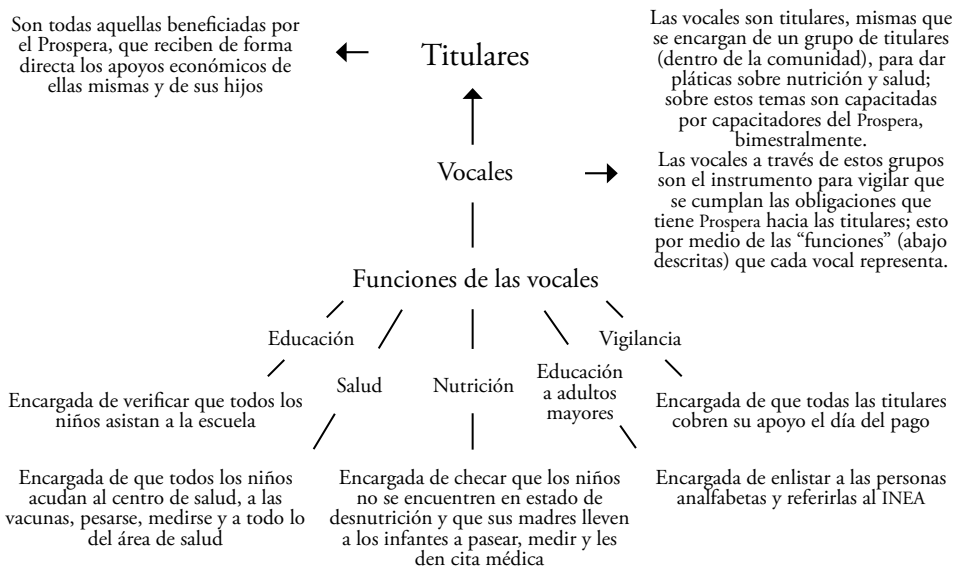 Son todas aquellas beneficiadas por
el Prospera, que reciben de forma
directa los apoyos económicos de
ellas mismas y de sus hijos
Titulares
Las vocales son titulares, mismas que
se encargan de un grupo de titulares
(dentro de la comunidad), para dar
pláticas sobre nutrición y salud;
sobre estos temas son capacitadas
por capacitadores del Prospera,
bimestralmente.
Las vocales a través de estos grupos
son el instrumento para vigilar que
se cumplan las obligaciones que
tiene Prospera hacia las titulares; esto
por medio de las “funciones” (abajo
descritas) que cada vocal representa.
Vocales
Funciones de las vocales
Educación
Encargada de verificar que todos los
niños asistan a la escuela
Salud
Encargada de que todos los niños
acudan al centro de salud, a las
vacunas, pesarse, medirse y a todo lo
del área de salud
Nutrición
Encargada de checar que los niños
no se encuentren en estado de
desnutrición y que sus madres lleven
a los infantes a pasear, medir y les
den cita médica
Educación
a adultos
mayores
Encargada de enlistar a las personas
analfabetas y referirlas al INEA
Vigilancia
Encargada de que todas las titulares
cobren su apoyo el día del pago